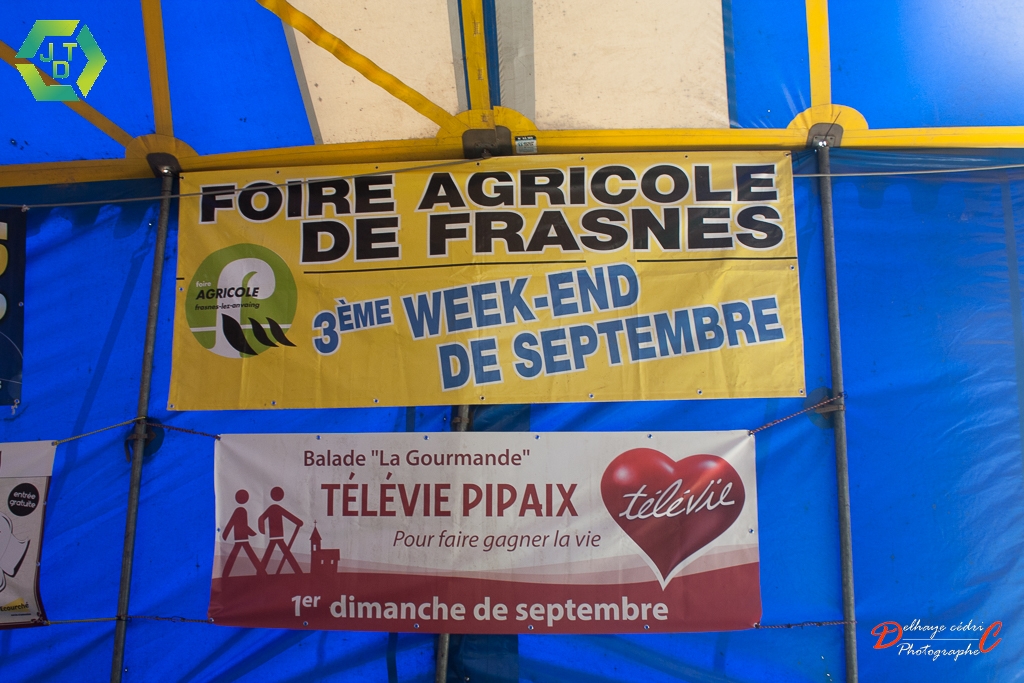 JTD
FOIRE AGRICOLE
DE FRASNES
foire
AGRICOLE
frasnes-lez-anvaing
3ÈME WEEK-END
DE SEPTEMBRE
Balade "La Gourmande"
TÉLÉVIE PIPAIX
Pour faire gagner la vie
télévie
1er dimanche de septembre
entrée
gratuite
Delhaye cédriC
Photographe